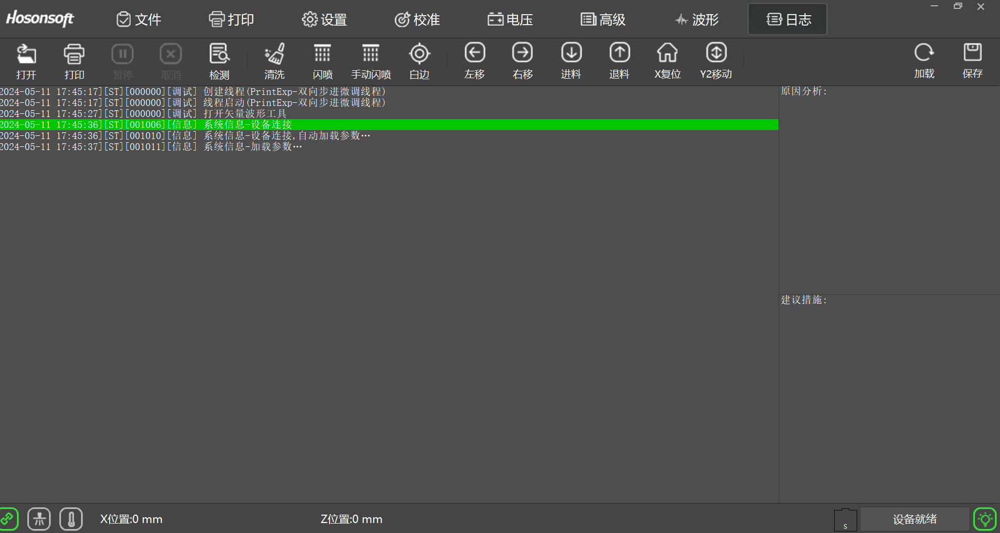 Hosonsoft 文件 打印 设置 校准 电压 高级 波形 日志
打开 打印 暂停 取消 检测 清洗 闪喷 手动闪喷 白边 左移 右移 进料 退料 X复位 Y2移动 加载 保存
2024-05-11 17:45:17][ST][000000][调试] 创建线程(PrintExp-双向步进微调线程)
2024-05-11 17:45:17][ST][000000][调试] 线程启动(PrintExp-双向步进微调线程)
2024-05-11 17:45:27][ST][000000][调试] 打开矢量波形工具
2024-05-11 17:45:36][ST][001006][信息] 系统信息-设备连接
2024-05-11 17:45:36][ST][001010][信息] 系统信息-设备连接,自动加载参数…
2024-05-11 17:45:37][ST][001011][信息] 系统信息-加载参数…
原因分析:
建议措施:
X位置:0 mm Z位置:0 mm S 设备就绪